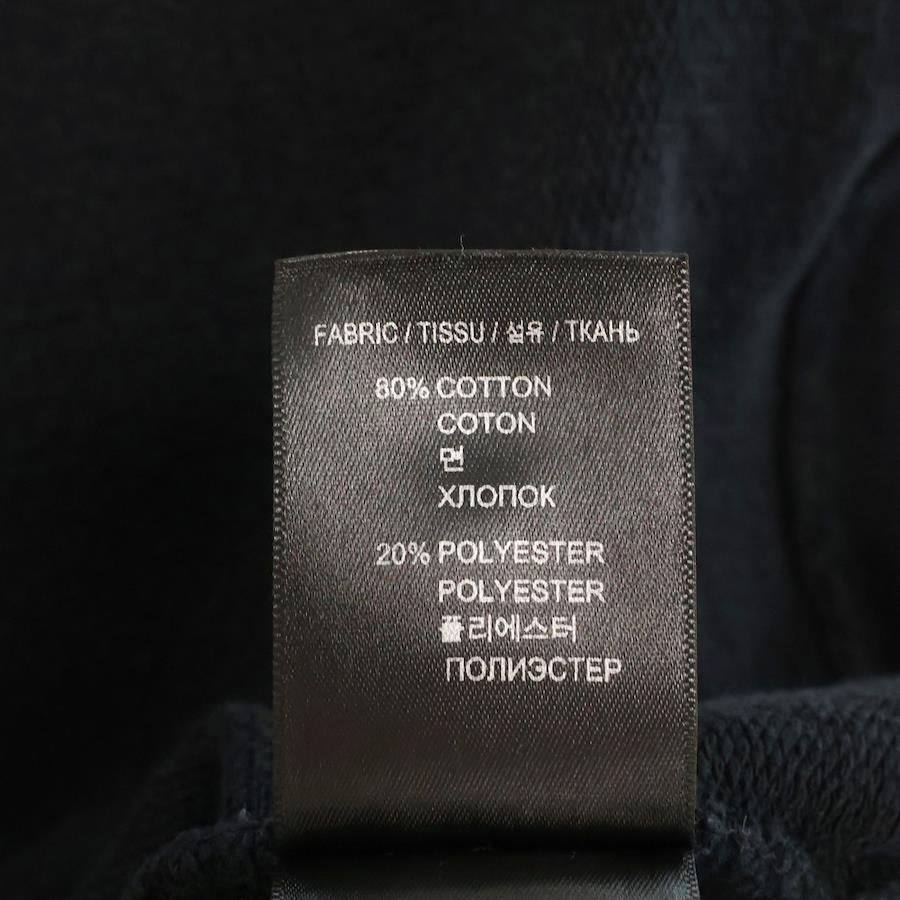 FABRIC / TISSU / 섬유 / ТКАНЬ
80% COTTON
COTON
면
ХЛОПОК
20% POLYESTER
POLYESTER
폴리에스터
ПОЛИЭСТЕР